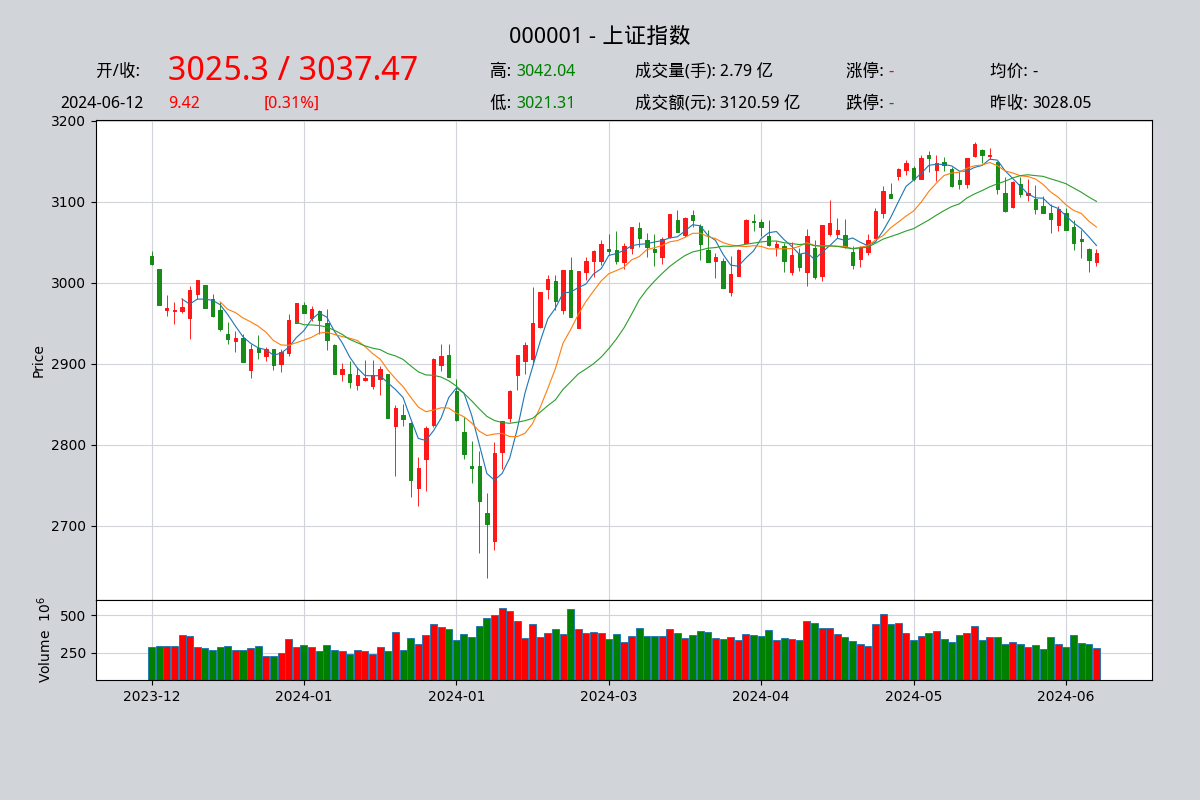 000001 - 上证指数
开/收: 3025.3 / 3037.47 高: 3042.04 成交量(手): 2.79 亿 涨停: - 均价: -
2024-06-12 9.42 [0.31%] 低: 3021.31 成交额(元): 3120.59 亿 跌停: - 昨收: 3028.05
3200
3100
3000
2900
2800
2700
Price
500
250
Volume 10^6
2023-12 2024-01 2024-01 2024-03 2024-04 2024-05 2024-06